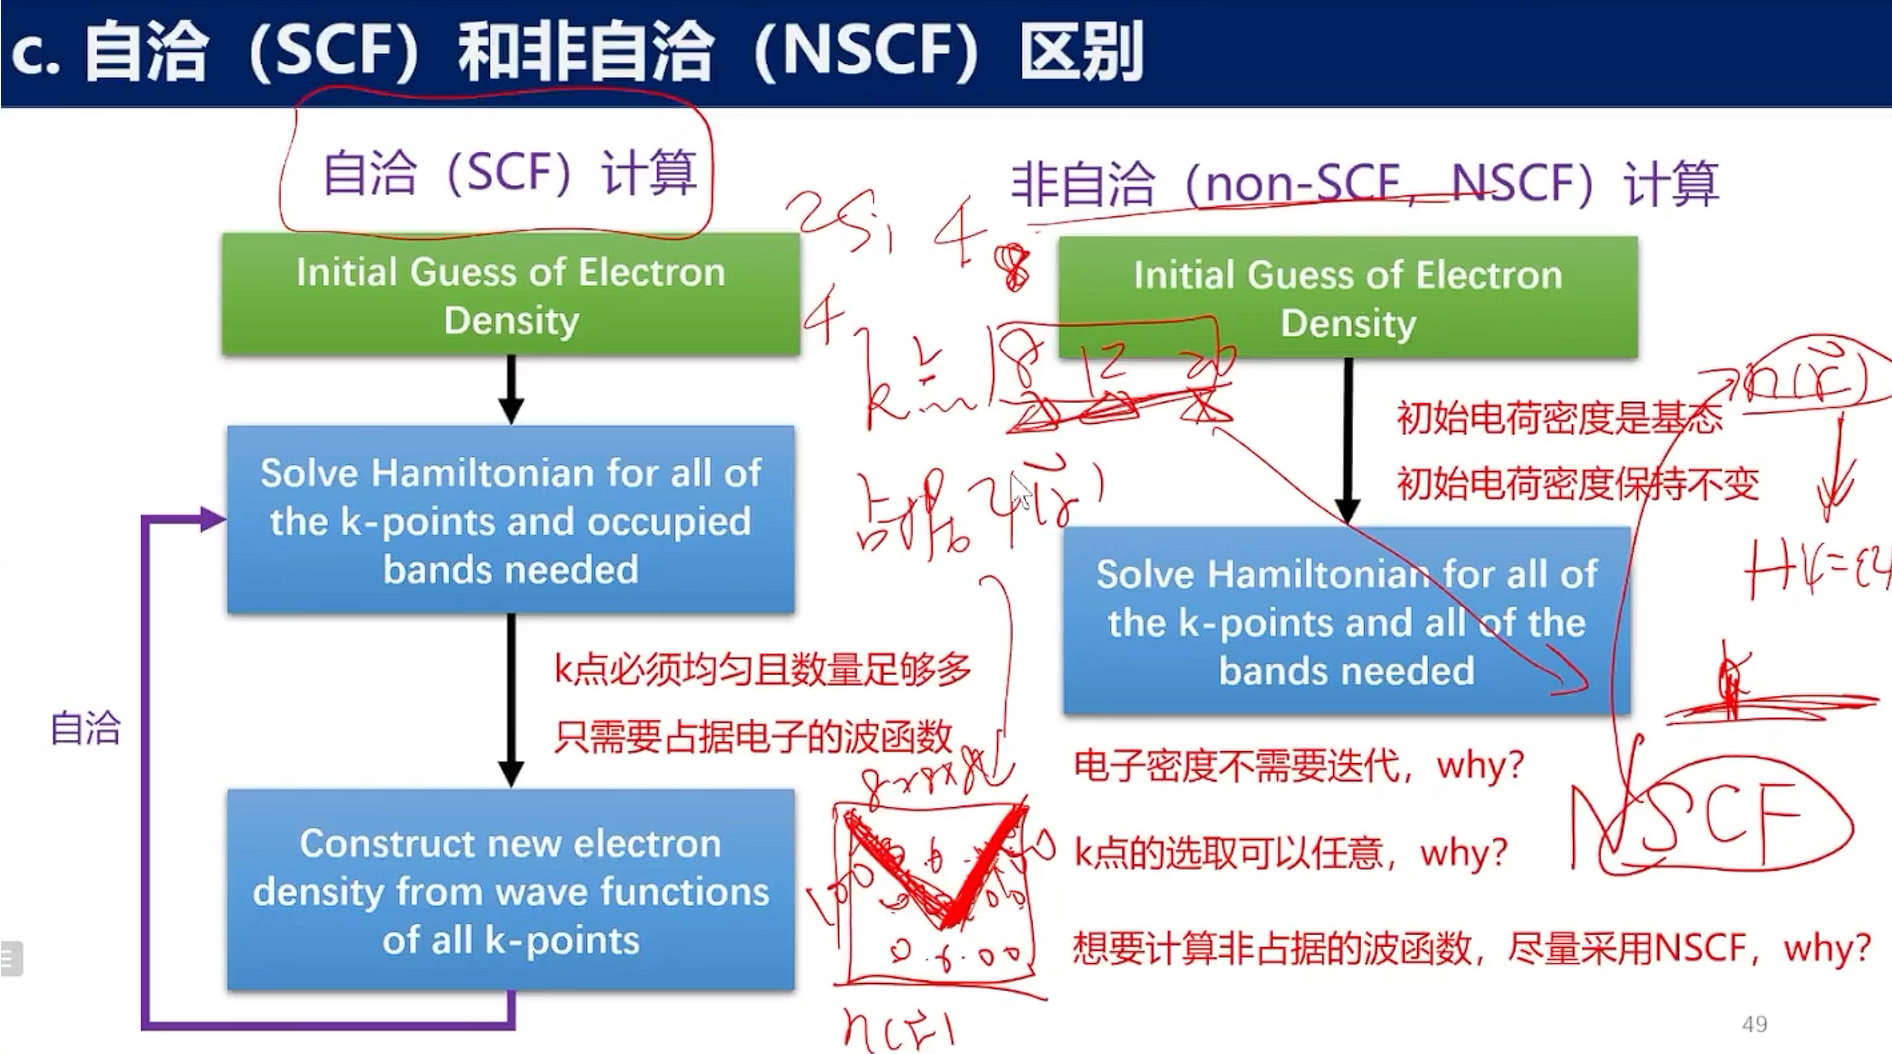 c. 自洽（SCF）和非自洽（NSCF）区别
自洽（SCF）计算
Initial Guess of Electron
Density
Solve Hamiltonian for all of
the k-points and occupied
bands needed
k点必须均匀且数量足够多
只需要占据电子的波函数
自洽
Construct new electron
density from wave functions
of all k-points
2Si 4
8
4
8 12 20
占据
8×8×8
n(r)
非自洽（non-SCF，NSCF）计算
Initial Guess of Electron
Density
初始电荷密度是基态
初始电荷密度保持不变
n(r)
Solve Hamiltonian for all of
the k-points and all of the
bands needed
k
电子密度不需要迭代，why?
NSCF
k点的选取可以任意，why?
想要计算非占据的波函数，尽量采用NSCF，why?
49